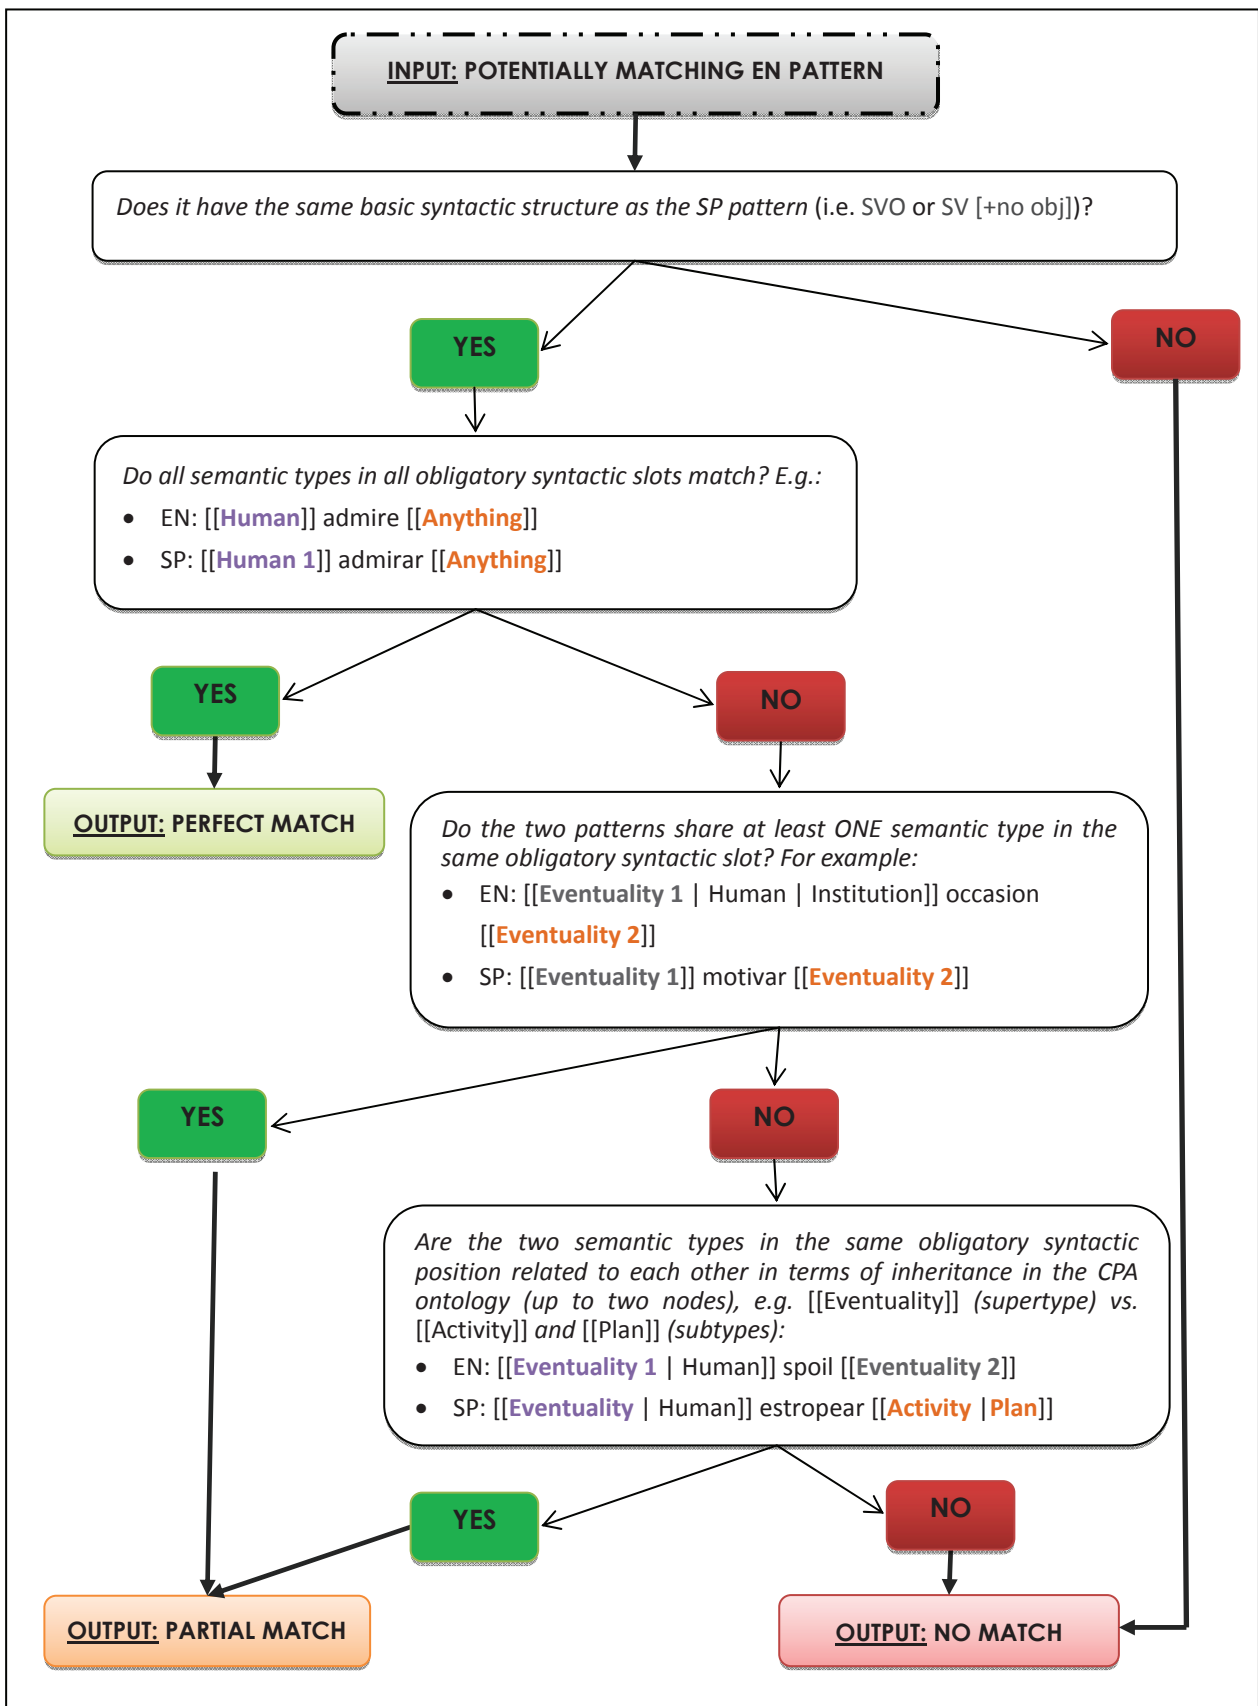 INPUT: POTENTIALLY MATCHING EN PATTERN
Does it have the same basic syntactic structure as the SP pattern (i.e. SVO or SV [+no obj])?
YES
NO
Do all semantic types in all obligatory syntactic slots match? E.g.:
• EN: [[Human]] admire [[Anything]]
• SP: [[Human 1]] admirar [[Anything]]
YES
NO
OUTPUT: PERFECT MATCH
Do the two patterns share at least ONE semantic type in the
same obligatory syntactic slot? For example:
• EN: [[Eventuality 1 | Human | Institution]] occasion
[[Eventuality 2]]
• SP: [[Eventuality 1]] motivar [[Eventuality 2]]
YES
NO
Are the two semantic types in the same obligatory syntactic
position related to each other in terms of inheritance in the CPA
ontology (up to two nodes), e.g. [[Eventuality]] (supertype) vs.
[[Activity]] and [[Plan]] (subtypes):
• EN: [[Eventuality 1 | Human]] spoil [[Eventuality 2]]
• SP: [[Eventuality | Human]] estropear [[Activity |Plan]]
YES
NO
OUTPUT: PARTIAL MATCH
OUTPUT: NO MATCH